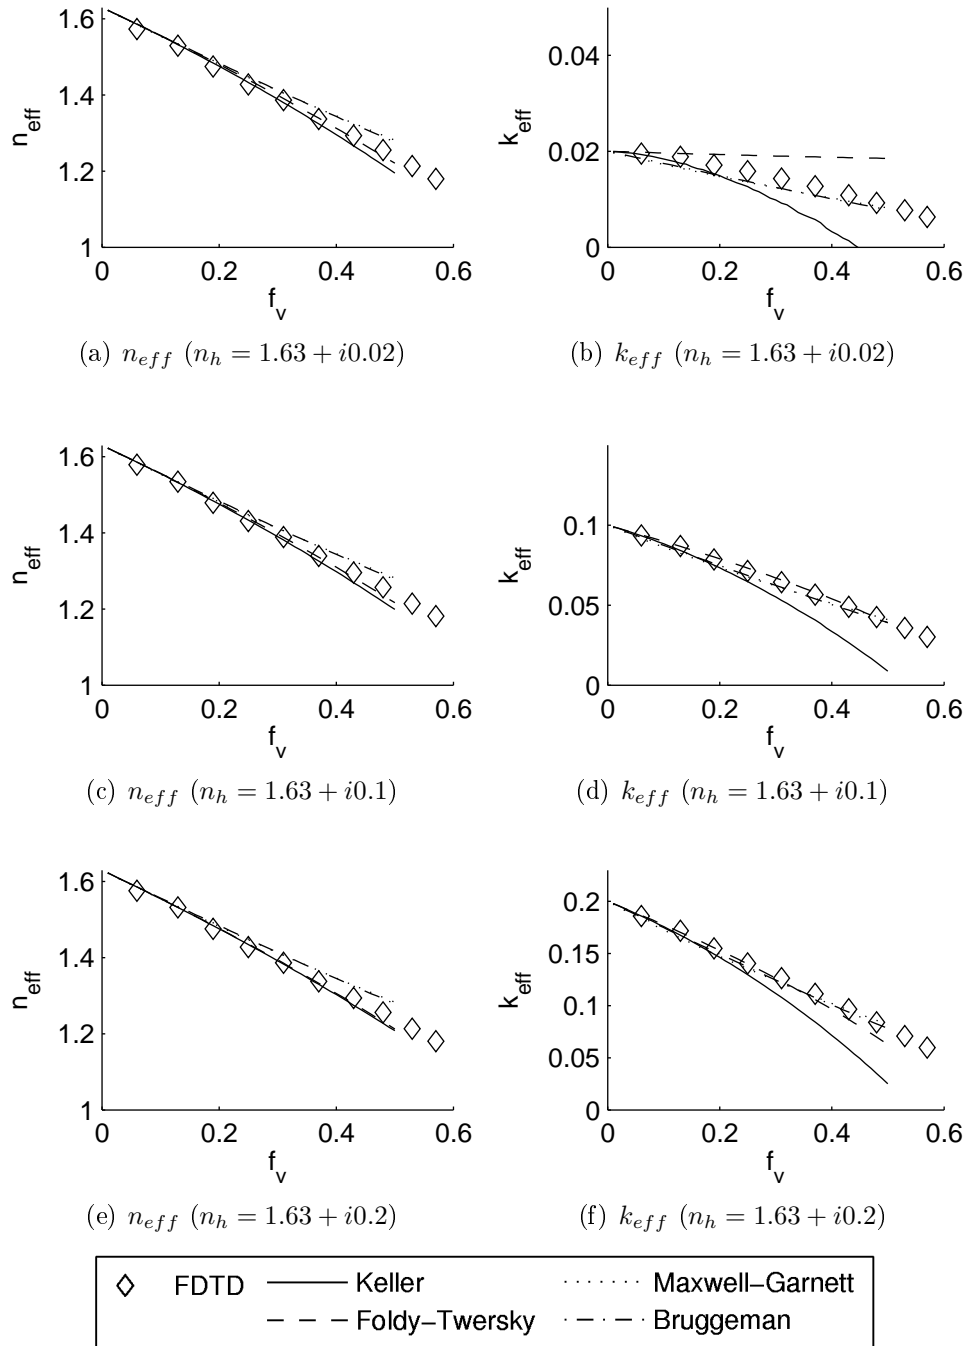 1.6
1.4
1.2
1
n_eff
0 0.2 0.4 0.6
f_v
(a) n_eff (n_h = 1.63 + i0.02)
0.04
0.02
0
k_eff
0 0.2 0.4 0.6
f_v
(b) k_eff (n_h = 1.63 + i0.02)
1.6
1.4
1.2
1
n_eff
0 0.2 0.4 0.6
f_v
(c) n_eff (n_h = 1.63 + i0.1)
0.1
0.05
0
k_eff
0 0.2 0.4 0.6
f_v
(d) k_eff (n_h = 1.63 + i0.1)
1.6
1.4
1.2
1
n_eff
0 0.2 0.4 0.6
f_v
(e) n_eff (n_h = 1.63 + i0.2)
0.2
0.15
0.1
0.05
0
k_eff
0 0.2 0.4 0.6
f_v
(f) k_eff (n_h = 1.63 + i0.2)
FDTD
Keller
Foldy-Twersky
Maxwell-Garnett
Bruggeman